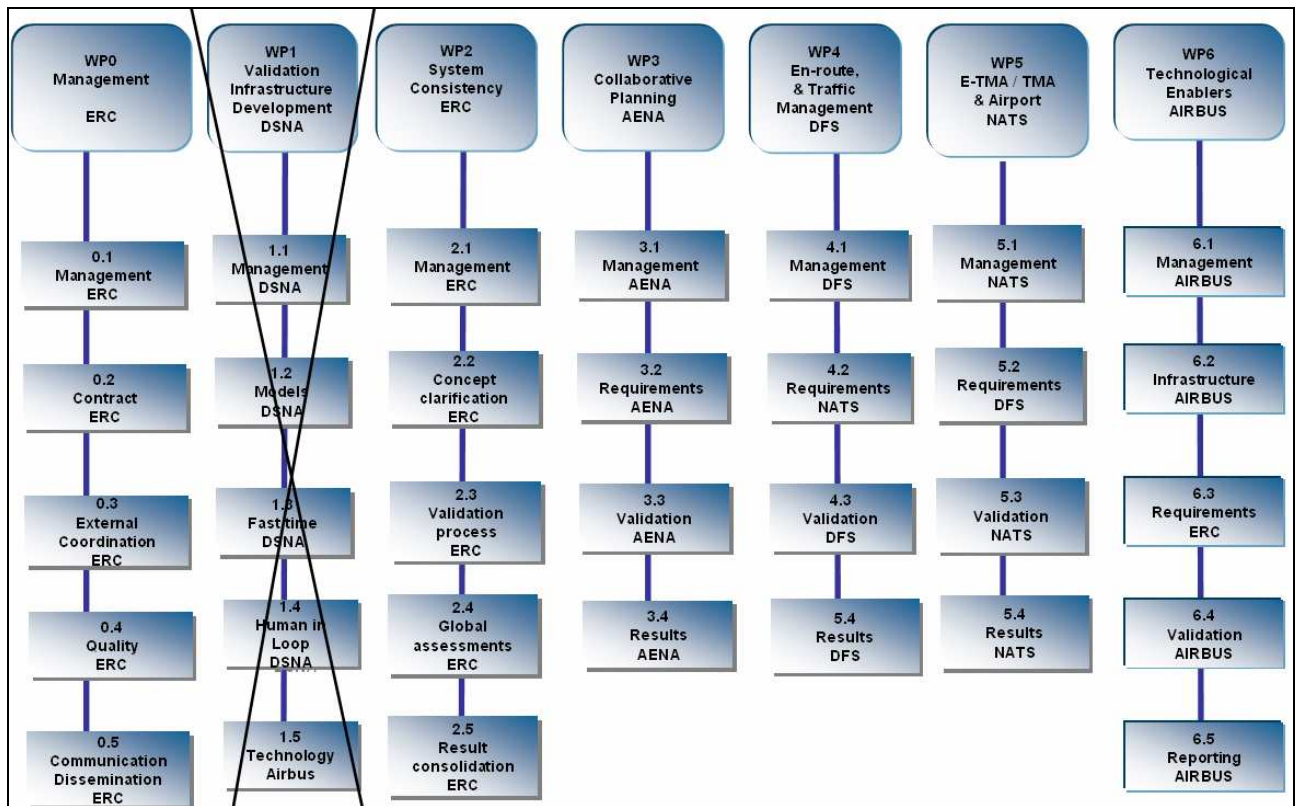 WP0
Management
ERC
0.1
Management
ERC
0.2
Contract
ERC
0.3
External
Coordination
ERC
0.4
Quality
ERC
0.5
Communication
Dissemination
ERC
WP1
Validation
Infrastructure
Development
DSNA
1.1
Management
DSNA
1.2
Models
DSNA
1.3
Fast time
DSNA
1.4
Human in
Loop
DSNA
1.5
Technology
Airbus
WP2
System
Consistency
ERC
2.1
Management
ERC
2.2
Concept
clarification
ERC
2.3
Validation
process
ERC
2.4
Global
assessments
ERC
2.5
Result
consolidation
ERC
WP3
Collaborative
Planning
AENA
3.1
Management
AENA
3.2
Requirements
AENA
3.3
Validation
AENA
3.4
Results
AENA
WP4
En-route,
& Traffic
Management
DFS
4.1
Management
DFS
4.2
Requirements
NATS
4.3
Validation
DFS
5.4
Results
DFS
WP5
E-TMA / TMA
& Airport
NATS
5.1
Management
NATS
5.2
Requirements
DFS
5.3
Validation
NATS
5.4
Results
NATS
WP6
Technological
Enablers
AIRBUS
6.1
Management
AIRBUS
6.2
Infrastructure
AIRBUS
6.3
Requirements
ERC
6.4
Validation
AIRBUS
6.5
Reporting
AIRBUS